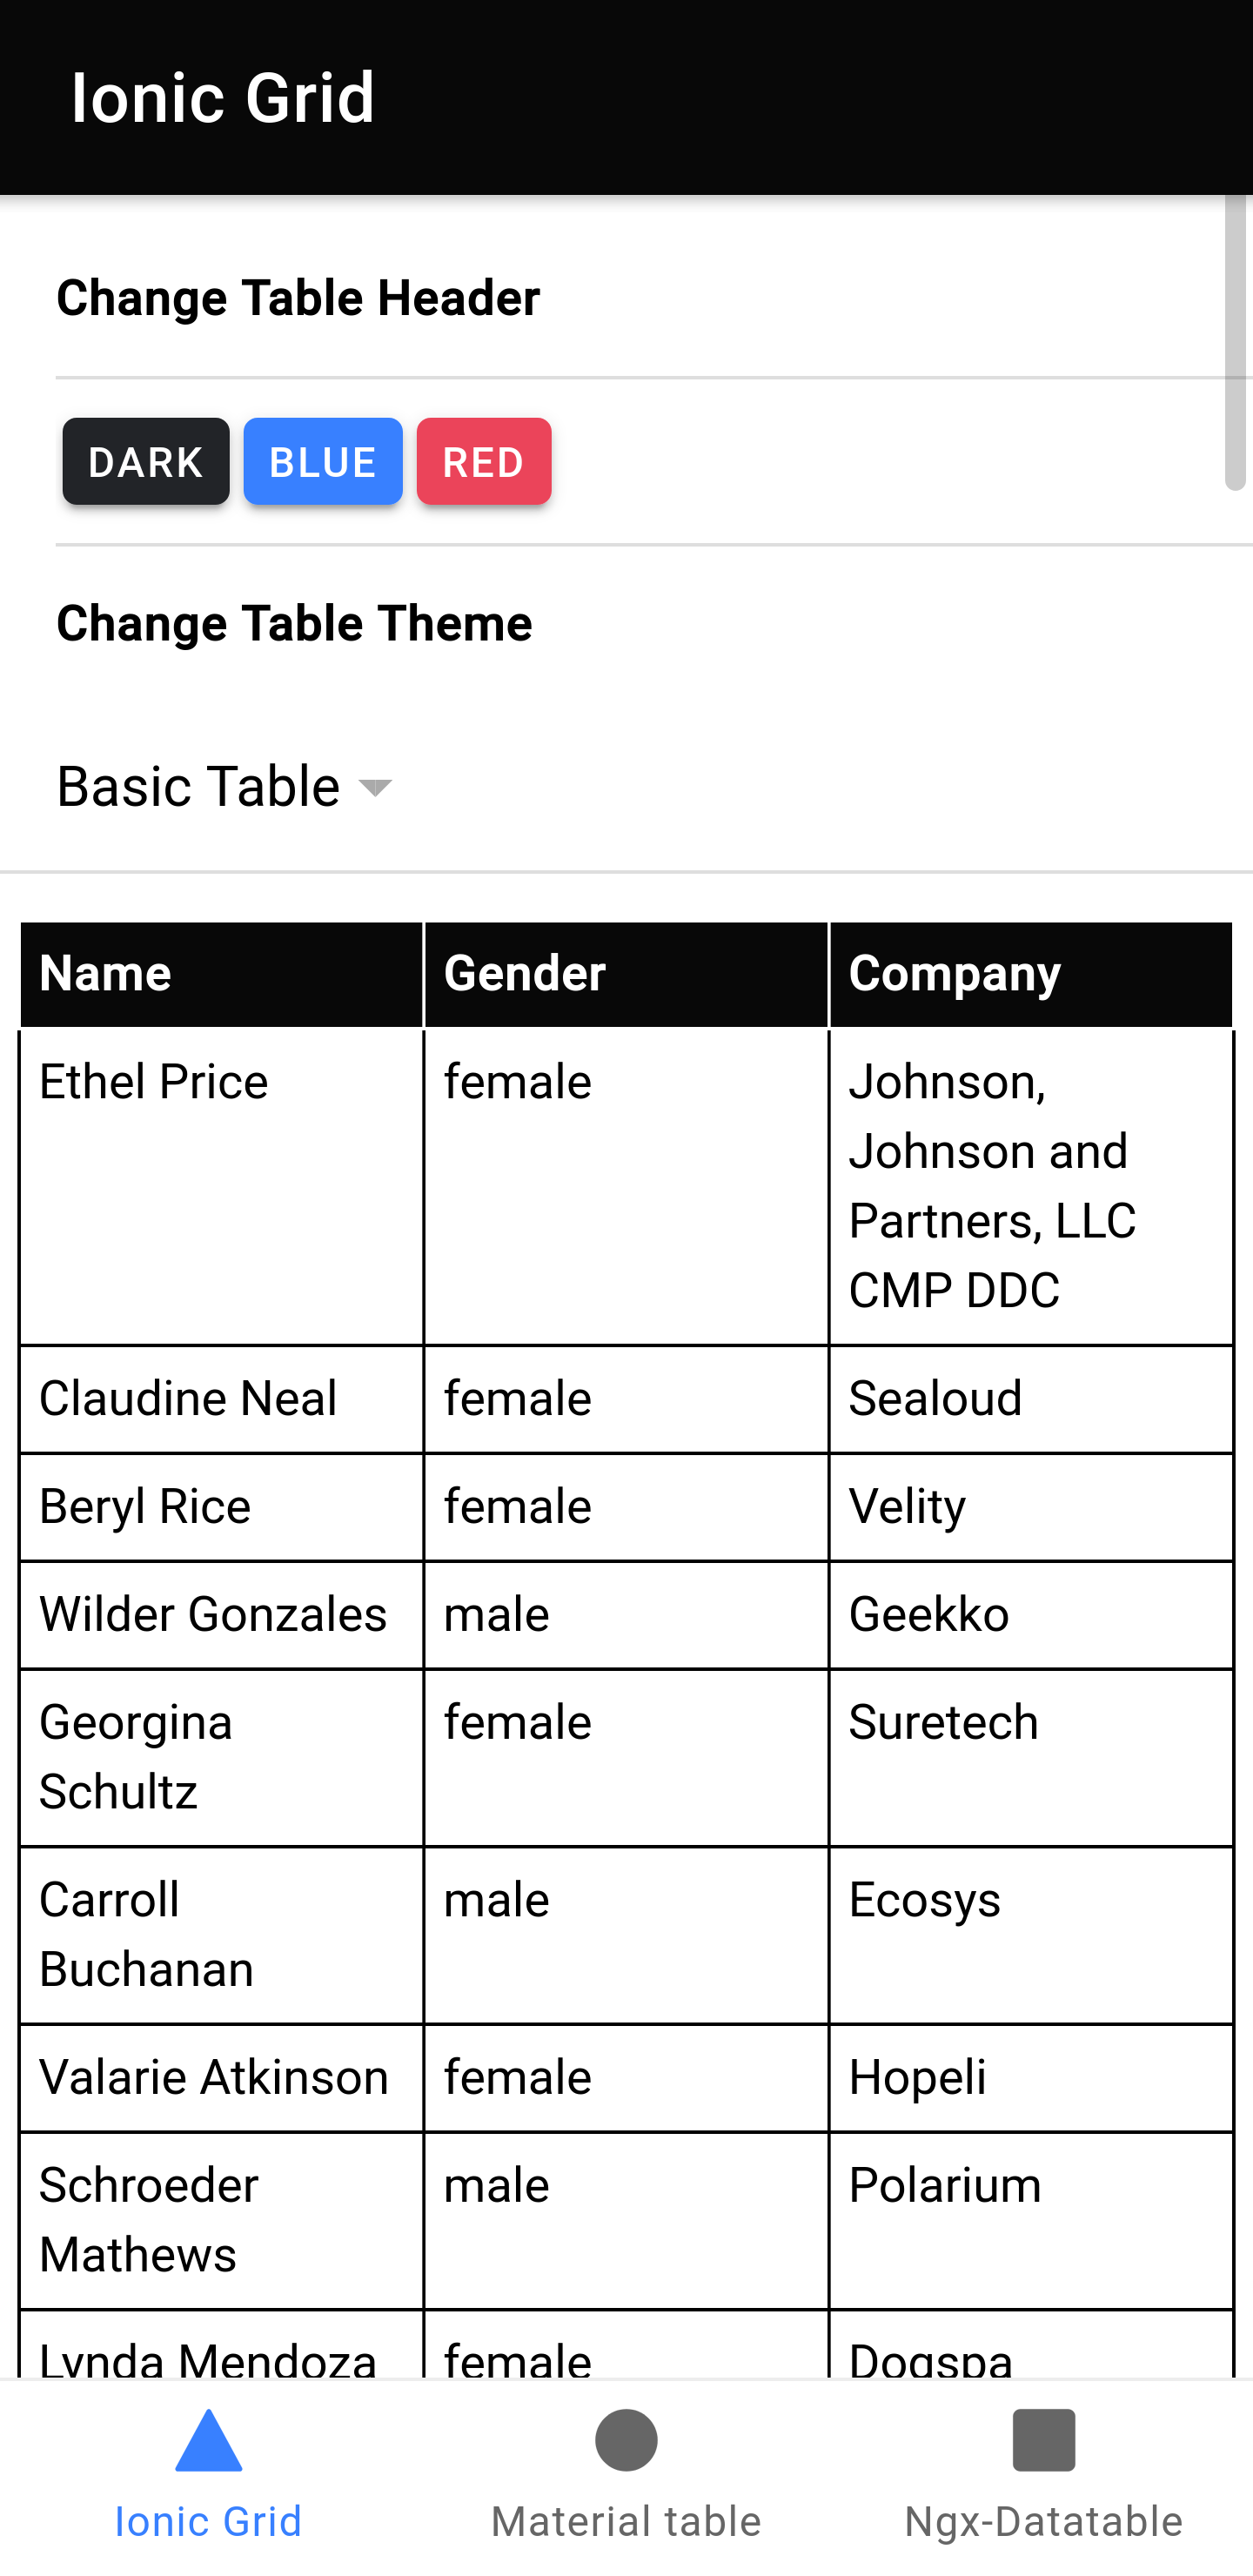 Ionic Grid
Change Table Header
DARK BLUE RED
Change Table Theme
Basic Table
Name Gender Company
Ethel Price female Johnson,
Johnson and
Partners, LLC
CMP DDC
Claudine Neal female Sealoud
Beryl Rice female Velity
Wilder Gonzales male Geekko
Georgina female Suretech
Schultz
Carroll male Ecosys
Buchanan
Valarie Atkinson female Hopeli
Schroeder male Polarium
Mathews
Lynda Mendoza female Dogspa
Ionic Grid Material table Ngx-Datatable